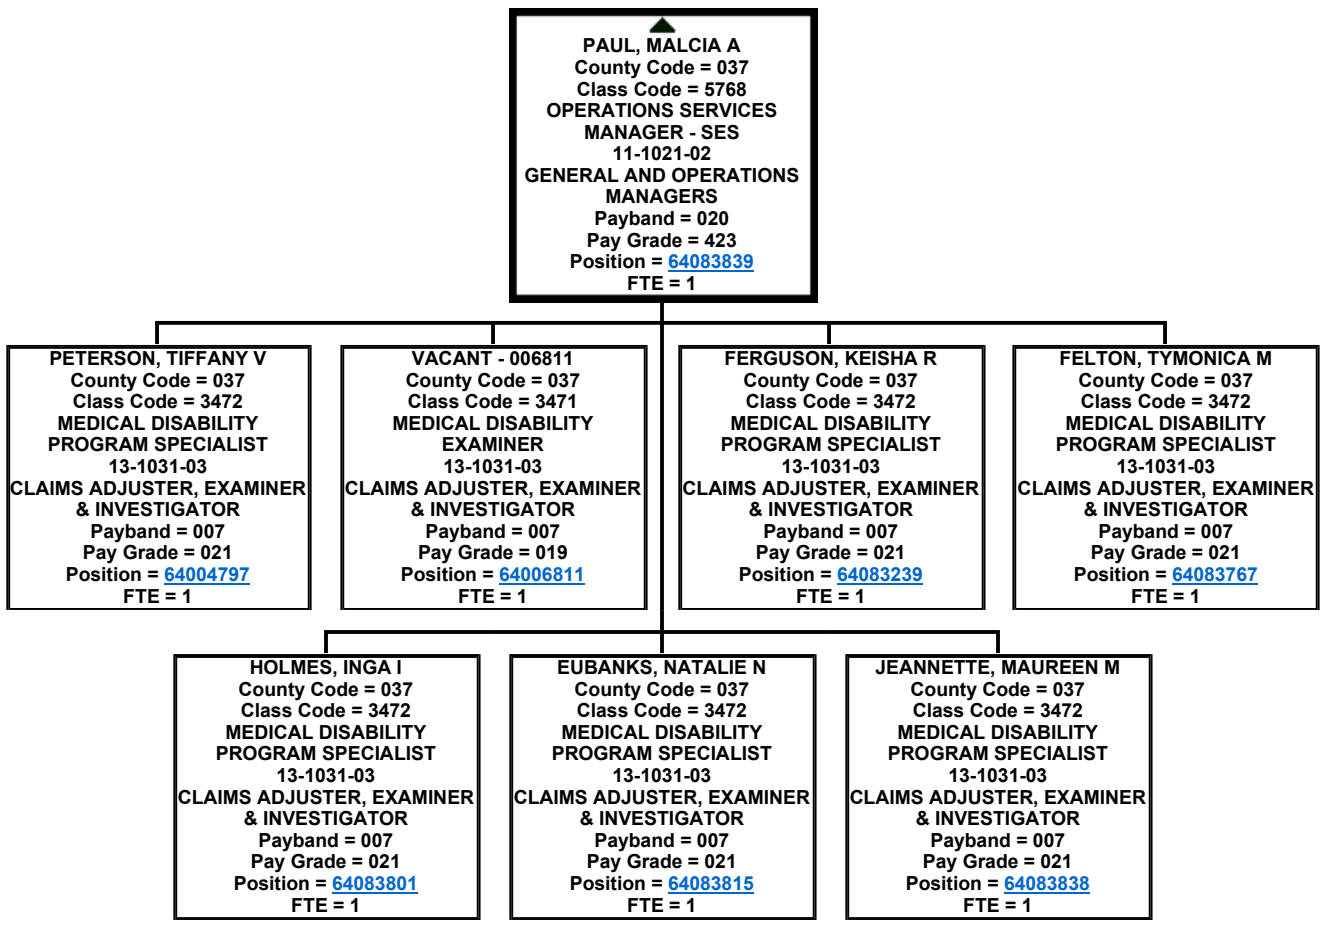 PAUL, MALCIA A
County Code = 037
Class Code = 5768
OPERATIONS SERVICES
MANAGER - SES
11-1021-02
GENERAL AND OPERATIONS
MANAGERS
Payband = 020
Pay Grade = 423
Position = 64083839
FTE = 1
PETERSON, TIFFANY V
County Code = 037
Class Code = 3472
MEDICAL DISABILITY
PROGRAM SPECIALIST
13-1031-03
CLAIMS ADJUSTER, EXAMINER
& INVESTIGATOR
Payband = 007
Pay Grade = 021
Position = 64004797
FTE = 1
VACANT - 006811
County Code = 037
Class Code = 3471
MEDICAL DISABILITY
EXAMINER
13-1031-03
CLAIMS ADJUSTER, EXAMINER
& INVESTIGATOR
Payband = 007
Pay Grade = 019
Position = 64006811
FTE = 1
FERGUSON, KEISHA R
County Code = 037
Class Code = 3472
MEDICAL DISABILITY
PROGRAM SPECIALIST
13-1031-03
CLAIMS ADJUSTER, EXAMINER
& INVESTIGATOR
Payband = 007
Pay Grade = 021
Position = 64083239
FTE = 1
FELTON, TYMONICA M
County Code = 037
Class Code = 3472
MEDICAL DISABILITY
PROGRAM SPECIALIST
13-1031-03
CLAIMS ADJUSTER, EXAMINER
& INVESTIGATOR
Payband = 007
Pay Grade = 021
Position = 64083767
FTE = 1
HOLMES, INGA I
County Code = 037
Class Code = 3472
MEDICAL DISABILITY
PROGRAM SPECIALIST
13-1031-03
CLAIMS ADJUSTER, EXAMINER
& INVESTIGATOR
Payband = 007
Pay Grade = 021
Position = 64083801
FTE = 1
EUBANKS, NATALIE N
County Code = 037
Class Code = 3472
MEDICAL DISABILITY
PROGRAM SPECIALIST
13-1031-03
CLAIMS ADJUSTER, EXAMINER
& INVESTIGATOR
Payband = 007
Pay Grade = 021
Position = 64083815
FTE = 1
JEANNETTE, MAUREEN M
County Code = 037
Class Code = 3472
MEDICAL DISABILITY
PROGRAM SPECIALIST
13-1031-03
CLAIMS ADJUSTER, EXAMINER
& INVESTIGATOR
Payband = 007
Pay Grade = 021
Position = 64083838
FTE = 1